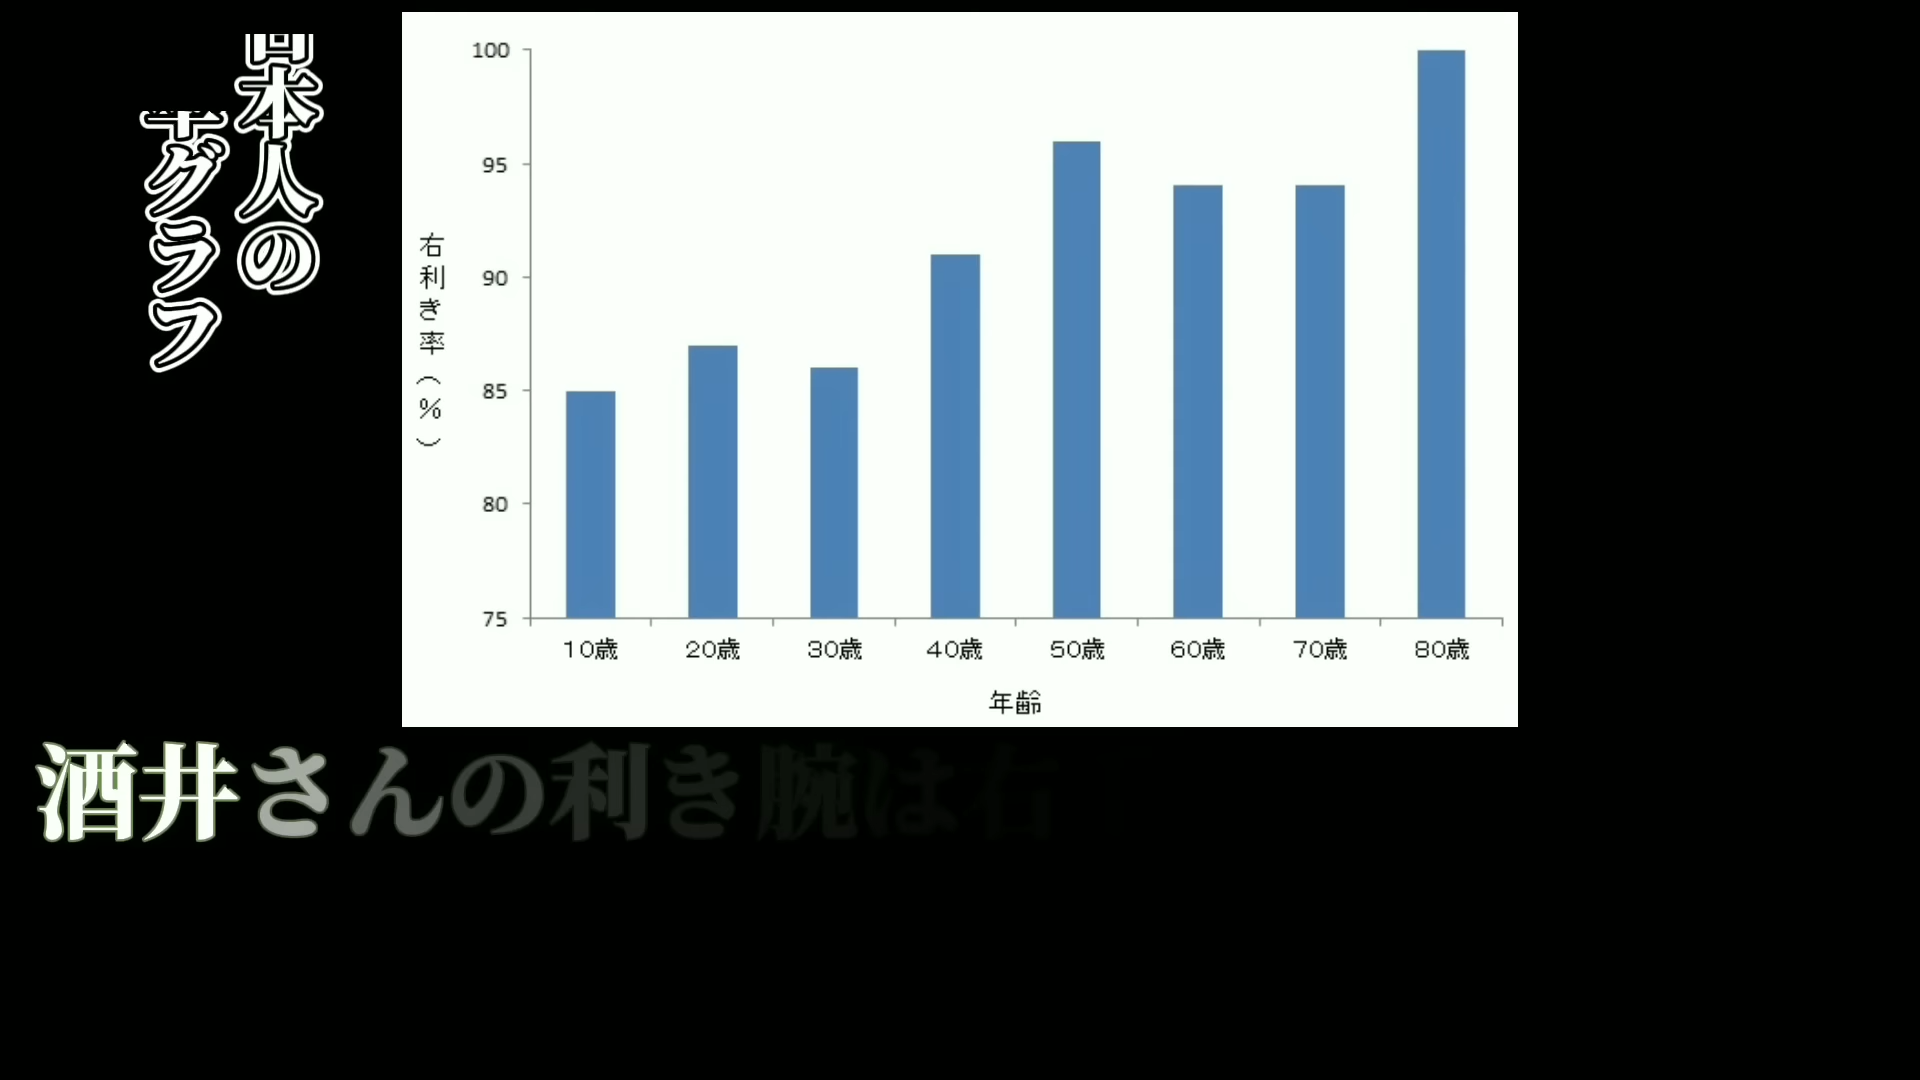 日本人の
率グラフ
100
95
90
85
80
75
右利き率（%）
10歳 20歳 30歳 40歳 50歳 60歳 70歳 80歳
年齢
酒井さんの利き腕は右